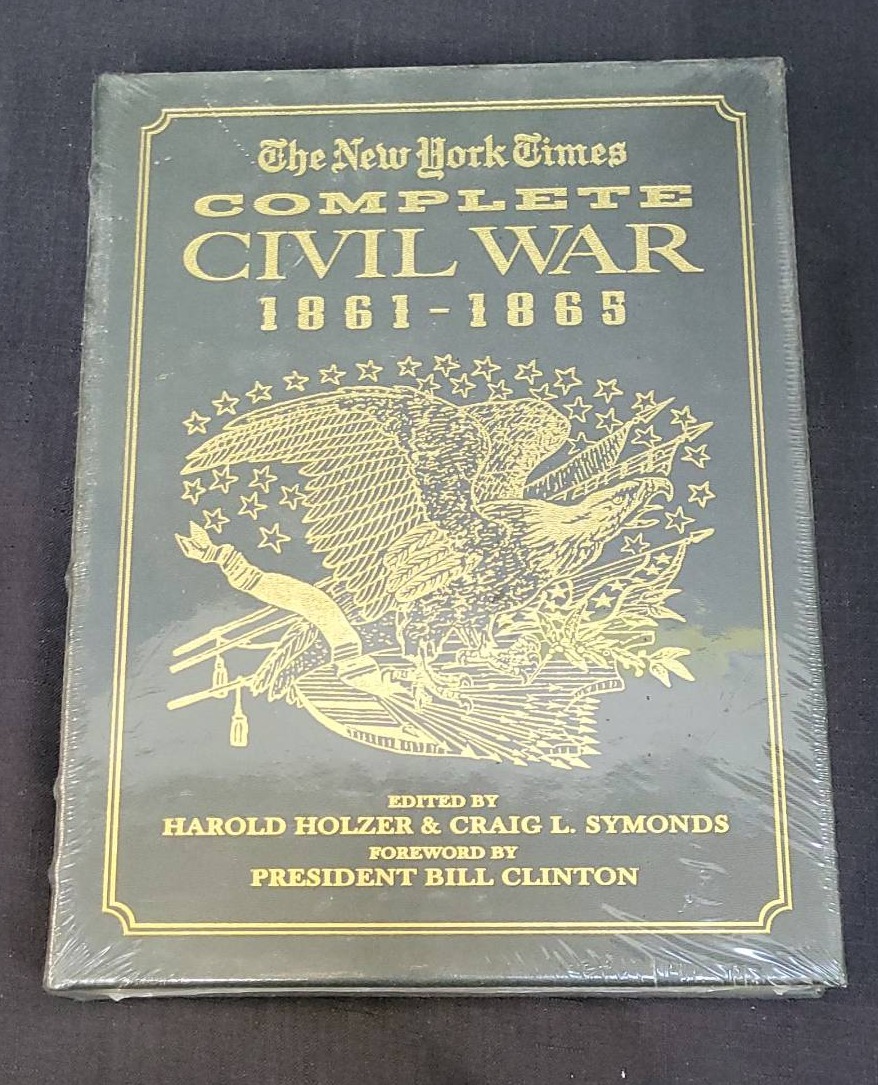 The New York Times
COMPLETE
CIVIL WAR
1861-1865
EDITED BY
HAROLD HOLZER & CRAIG L. SYMONDS
FOREWORD BY
PRESIDENT BILL CLINTON